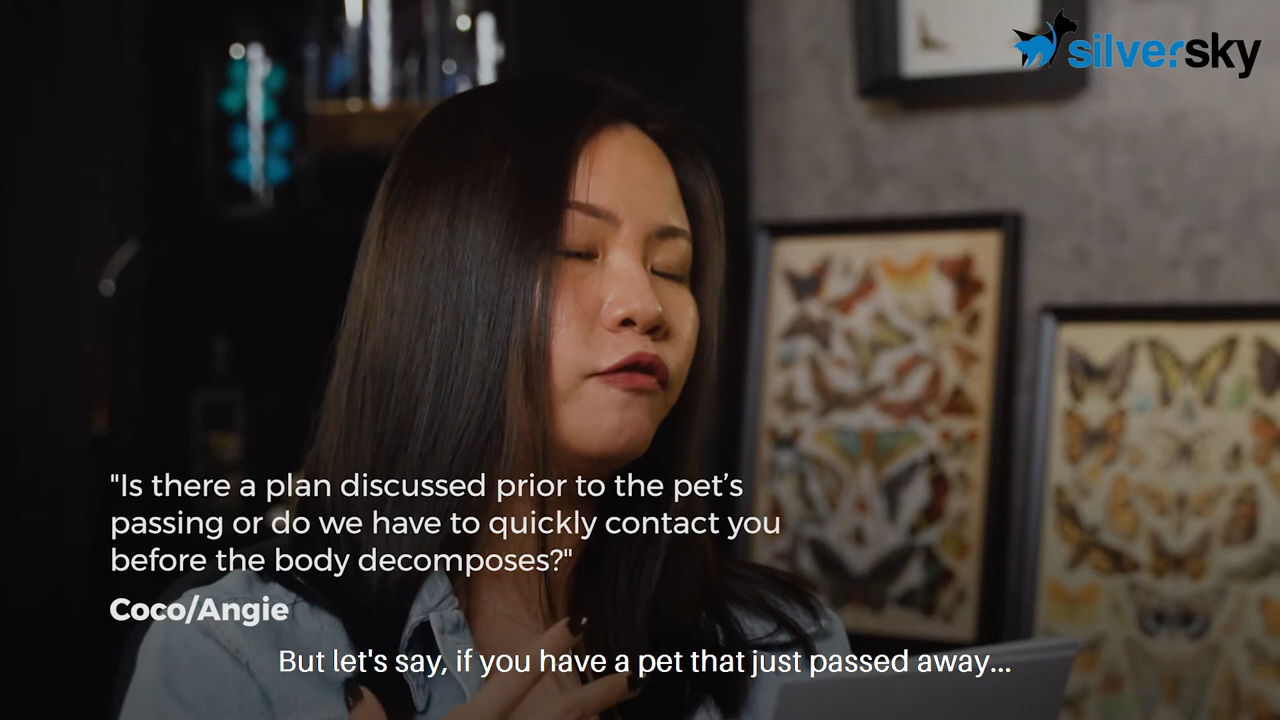 silversky
"Is there a plan discussed prior to the pet’s
passing or do we have to quickly contact you
before the body decomposes?"
Coco/Angie
But let's say, if you have a pet that just passed away...